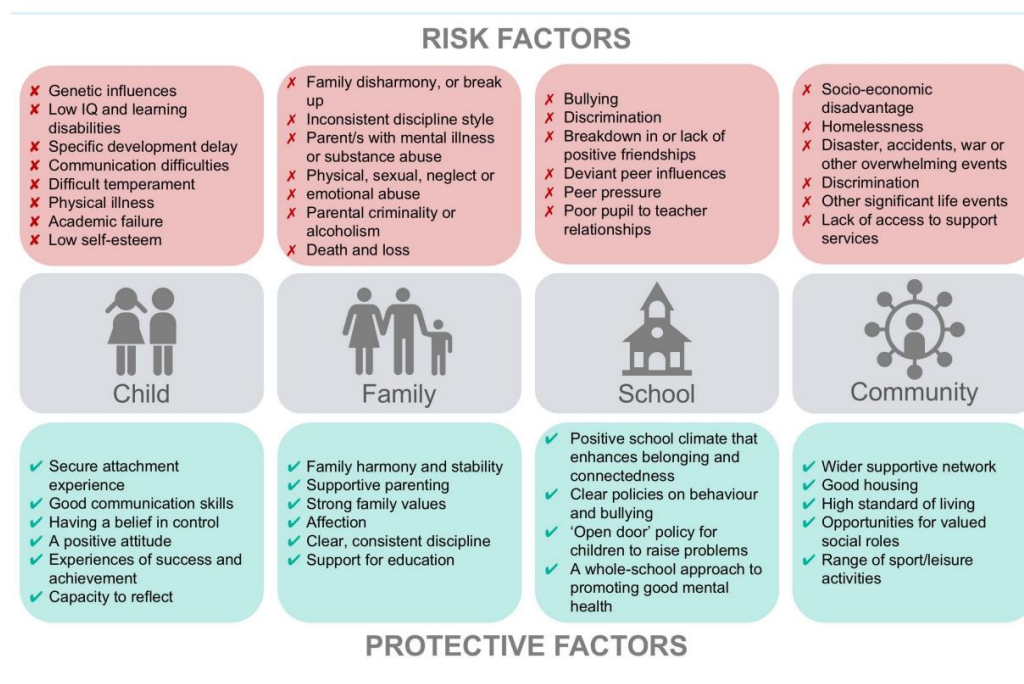 RISK FACTORS
✘ Genetic influences
✘ Low IQ and learning
disabilities
✘ Specific development delay
✘ Communication difficulties
✘ Difficult temperament
✘ Physical illness
✘ Academic failure
✘ Low self-esteem
✗ Family disharmony, or break
up
✗ Inconsistent discipline style
✗ Parent/s with mental illness
or substance abuse
✗ Physical, sexual, neglect or
✗ emotional abuse
✗ Parental criminality or
alcoholism
✗ Death and loss
✗ Bullying
✗ Discrimination
✗ Breakdown in or lack of
positive friendships
✗ Deviant peer influences
✗ Peer pressure
✗ Poor pupil to teacher
relationships
✗ Socio-economic
disadvantage
✗ Homelessness
✗ Disaster, accidents, war or
other overwhelming events
✗ Discrimination
✗ Other significant life events
✗ Lack of access to support
services
Child
Family
School
Community
✔ Secure attachment
experience
✔ Good communication skills
✔ Having a belief in control
✔ A positive attitude
✔ Experiences of success and
achievement
✔ Capacity to reflect
✔ Family harmony and stability
✔ Supportive parenting
✔ Strong family values
✔ Affection
✔ Clear, consistent discipline
✔ Support for education
✔ Positive school climate that
enhances belonging and
connectedness
✔ Clear policies on behaviour
and bullying
✔ ‘Open door’ policy for
children to raise problems
✔ A whole-school approach to
promoting good mental
health
✔ Wider supportive network
✔ Good housing
✔ High standard of living
✔ Opportunities for valued
social roles
✔ Range of sport/leisure
activities
PROTECTIVE FACTORS